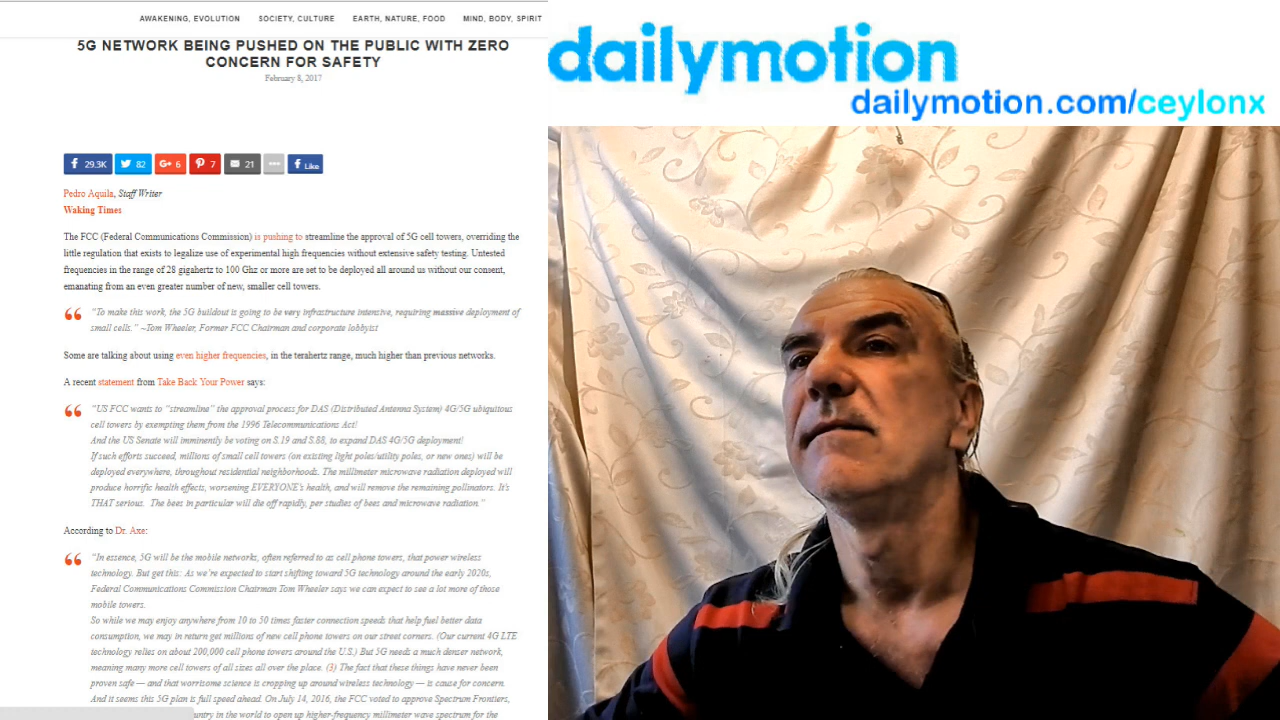 AWAKENING, EVOLUTION SOCIETY, CULTURE EARTH, NATURE, FOOD MIND, BODY, SPIRIT
5G NETWORK BEING PUSHED ON THE PUBLIC WITH ZERO
CONCERN FOR SAFETY
February 8, 2017
29.3K 82 6 7 21 Like
Pedro Aquila, Staff Writer
Waking Times
The FCC (Federal Communications Commission) is pushing to streamline the approval of 5G cell towers, overriding the
little regulation that exists to legalize use of experimental high frequencies without extensive safety testing. Untested
frequencies in the range of 28 gigahertz to 100 Ghz or more are set to be deployed all around us without our consent,
emanating from an even greater number of new, smaller cell towers.
"To make this work, the 5G buildout is going to be very infrastructure intensive, requiring massive deployment of
small cells." ~Tom Wheeler, Former FCC Chairman and corporate lobbyist
Some are talking about using even higher frequencies, in the terahertz range, much higher than previous networks.
A recent statement from Take Back Your Power says:
"US FCC wants to "streamline" the approval process for DAS (Distributed Antenna System) 4G/5G ubiquitous
cell towers by exempting them from the 1996 Telecommunications Act!
And the US Senate will imminently be voting on S.19 and S.88, to expand DAS 4G/5G deployment!
If such efforts succeed, millions of small cell towers (on existing light poles/utility poles, or new ones) will be
deployed everywhere, throughout residential neighborhoods. The millimeter microwave radiation deployed will
produce horrific health effects, worsening EVERYONE's health, and will remove the remaining pollinators. It's
THAT serious. The bees in particular will die off rapidly, per studies of bees and microwave radiation."
According to Dr. Axe:
"In essence, 5G will be the mobile networks, often referred to as cell phone towers, that power wireless
technology. But get this: As we're expected to start shifting toward 5G technology around the early 2020s,
Federal Communications Commission Chairman Tom Wheeler says we can expect to see a lot more of those
mobile towers.
So while we may enjoy anywhere from 10 to 50 times faster connection speeds that help fuel better data
consumption, we may in return get millions of new cell phone towers on our street corners. (Our current 4G LTE
technology relies on about 200,000 cell phone towers around the U.S.) But 5G needs a much denser network,
meaning many more cell towers of all sizes all over the place. (3) The fact that these things have never been
proven safe — and that worrisome science is cropping up around wireless technology — is cause for concern.
And it seems this 5G plan is full speed ahead. On July 14, 2016, the FCC voted to approve Spectrum Frontiers,
in the world to open up higher-frequency millimeter wave spectrum for the
dailymotion
dailymotion.com/ceylonx